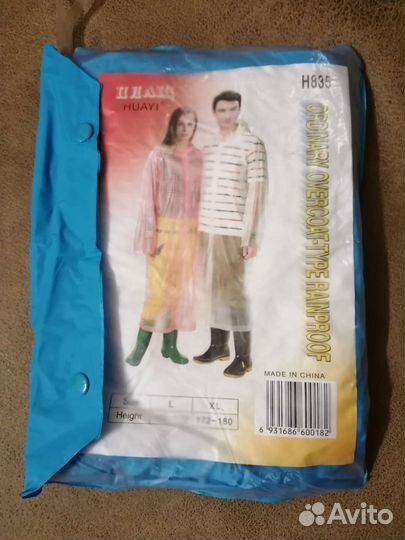 H835
HUAYI
ORDINARY OVERCOAT-TYPE RAINPROOF
MADE IN CHINA
Size L XL
Height 172-180
6 931686 600182
Avito